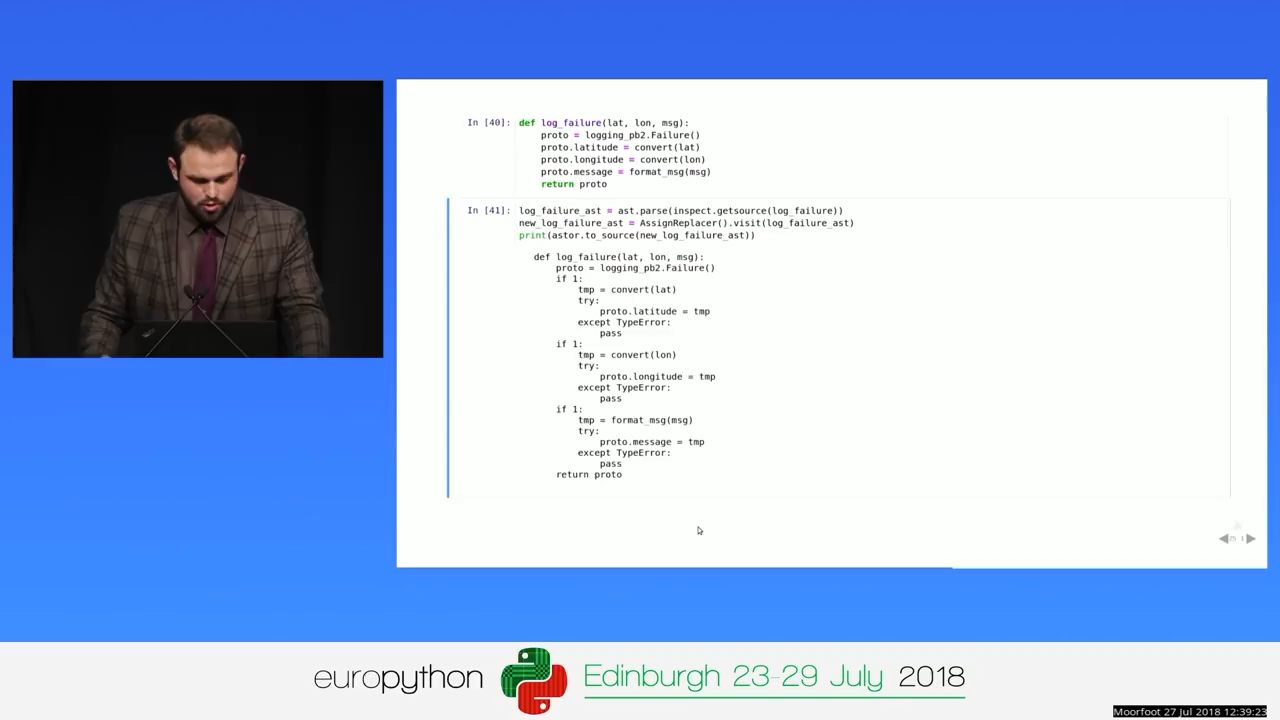 In [40]: def log_failure(lat, lon, msg):
proto = logging_pb2.Failure()
proto.latitude = convert(lat)
proto.longitude = convert(lon)
proto.message = format_msg(msg)
return proto
In [41]: log_failure_ast = ast.parse(inspect.getsource(log_failure))
new_log_failure_ast = AssignReplacer().visit(log_failure_ast)
print(astor.to_source(new_log_failure_ast))
def log_failure(lat, lon, msg):
proto = logging_pb2.Failure()
if 1:
tmp = convert(lat)
try:
proto.latitude = tmp
except TypeError:
pass
if 1:
tmp = convert(lon)
try:
proto.longitude = tmp
except TypeError:
pass
if 1:
tmp = format_msg(msg)
try:
proto.message = tmp
except TypeError:
pass
return proto
europython Edinburgh 23-29 July 2018
Moorfoot 27 Jul 2018 12:39:23